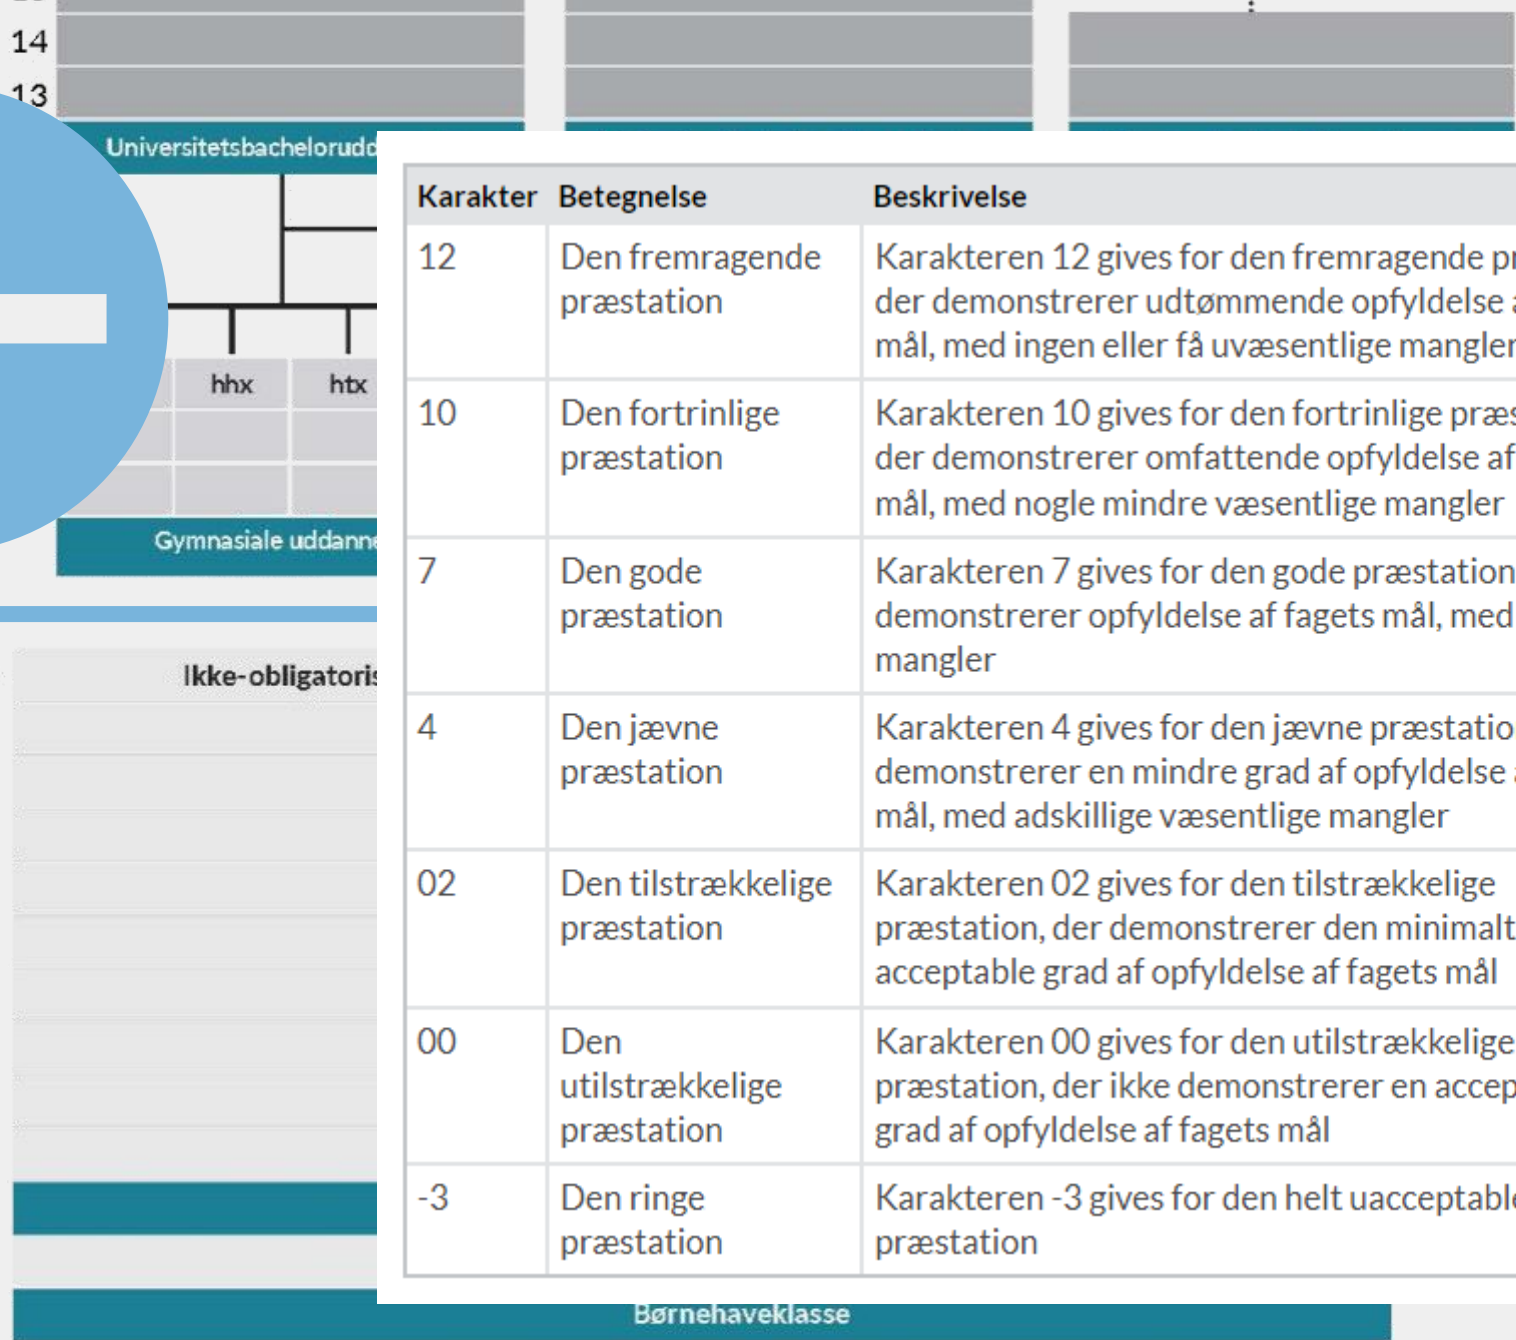 14
13
Universitetsbachelorudd
hhx htx
Gymnasiale uddanne
Ikke-obligatoris
Karakter Betegnelse Beskrivelse
12 Den fremragende Karakteren 12 gives for den fremragende pr
præstation der demonstrerer udtømmende opfyldelse a
mål, med ingen eller få uvæsentlige mangler
10 Den fortrinlige Karakteren 10 gives for den fortrinlige præs
præstation der demonstrerer omfattende opfyldelse af
mål, med nogle mindre væsentlige mangler
7 Den gode Karakteren 7 gives for den gode præstation
præstation demonstrerer opfyldelse af fagets mål, med
mangler
4 Den jævne Karakteren 4 gives for den jævne præstatio
præstation demonstrerer en mindre grad af opfyldelse a
mål, med adskillige væsentlige mangler
02 Den tilstrækkelige Karakteren 02 gives for den tilstrækkelige
præstation præstation, der demonstrerer den minimalt
acceptable grad af opfyldelse af fagets mål
00 Den Karakteren 00 gives for den utilstrækkelige
utilstrækkelige præstation, der ikke demonstrerer en accep
præstation grad af opfyldelse af fagets mål
-3 Den ringe Karakteren -3 gives for den helt uacceptable
præstation præstation
Børnehaveklasse